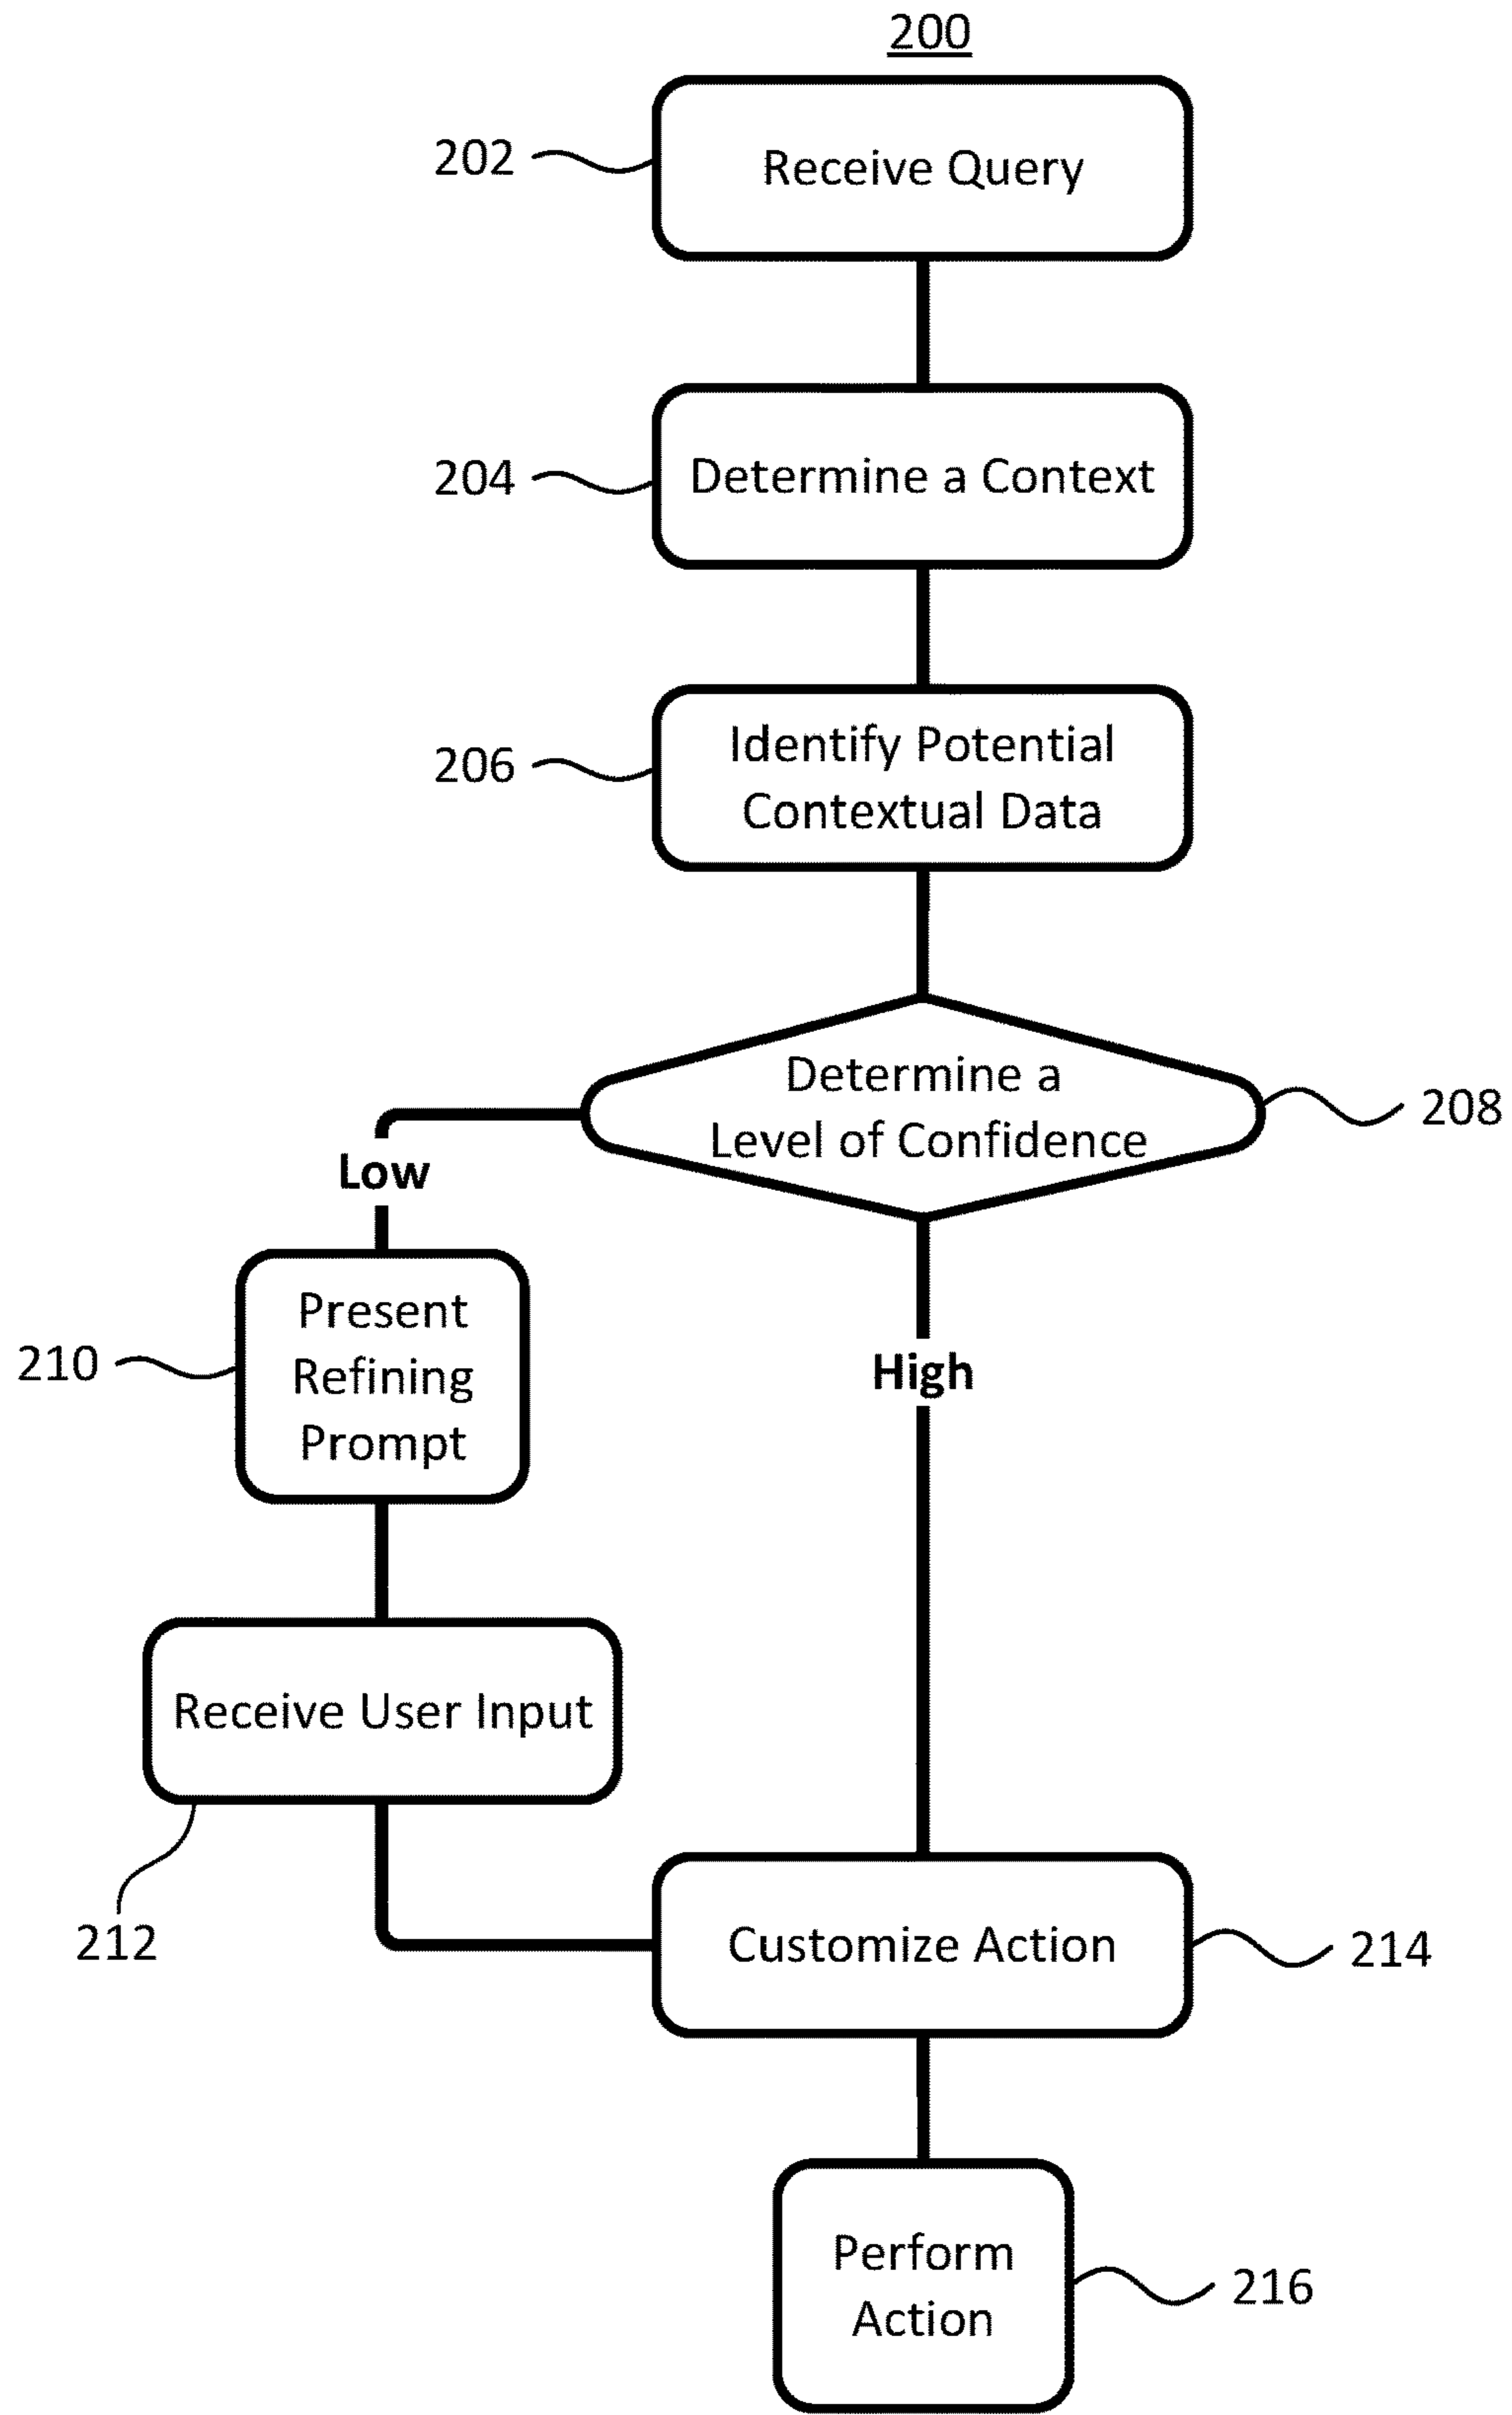 200
202
Receive Query
204
Determine a Context
206
Identify Potential
Contextual Data
Determine a
Level of Confidence
208
Low
High
210
Present
Refining
Prompt
Receive User Input
212
Customize Action
214
Perform
Action
216